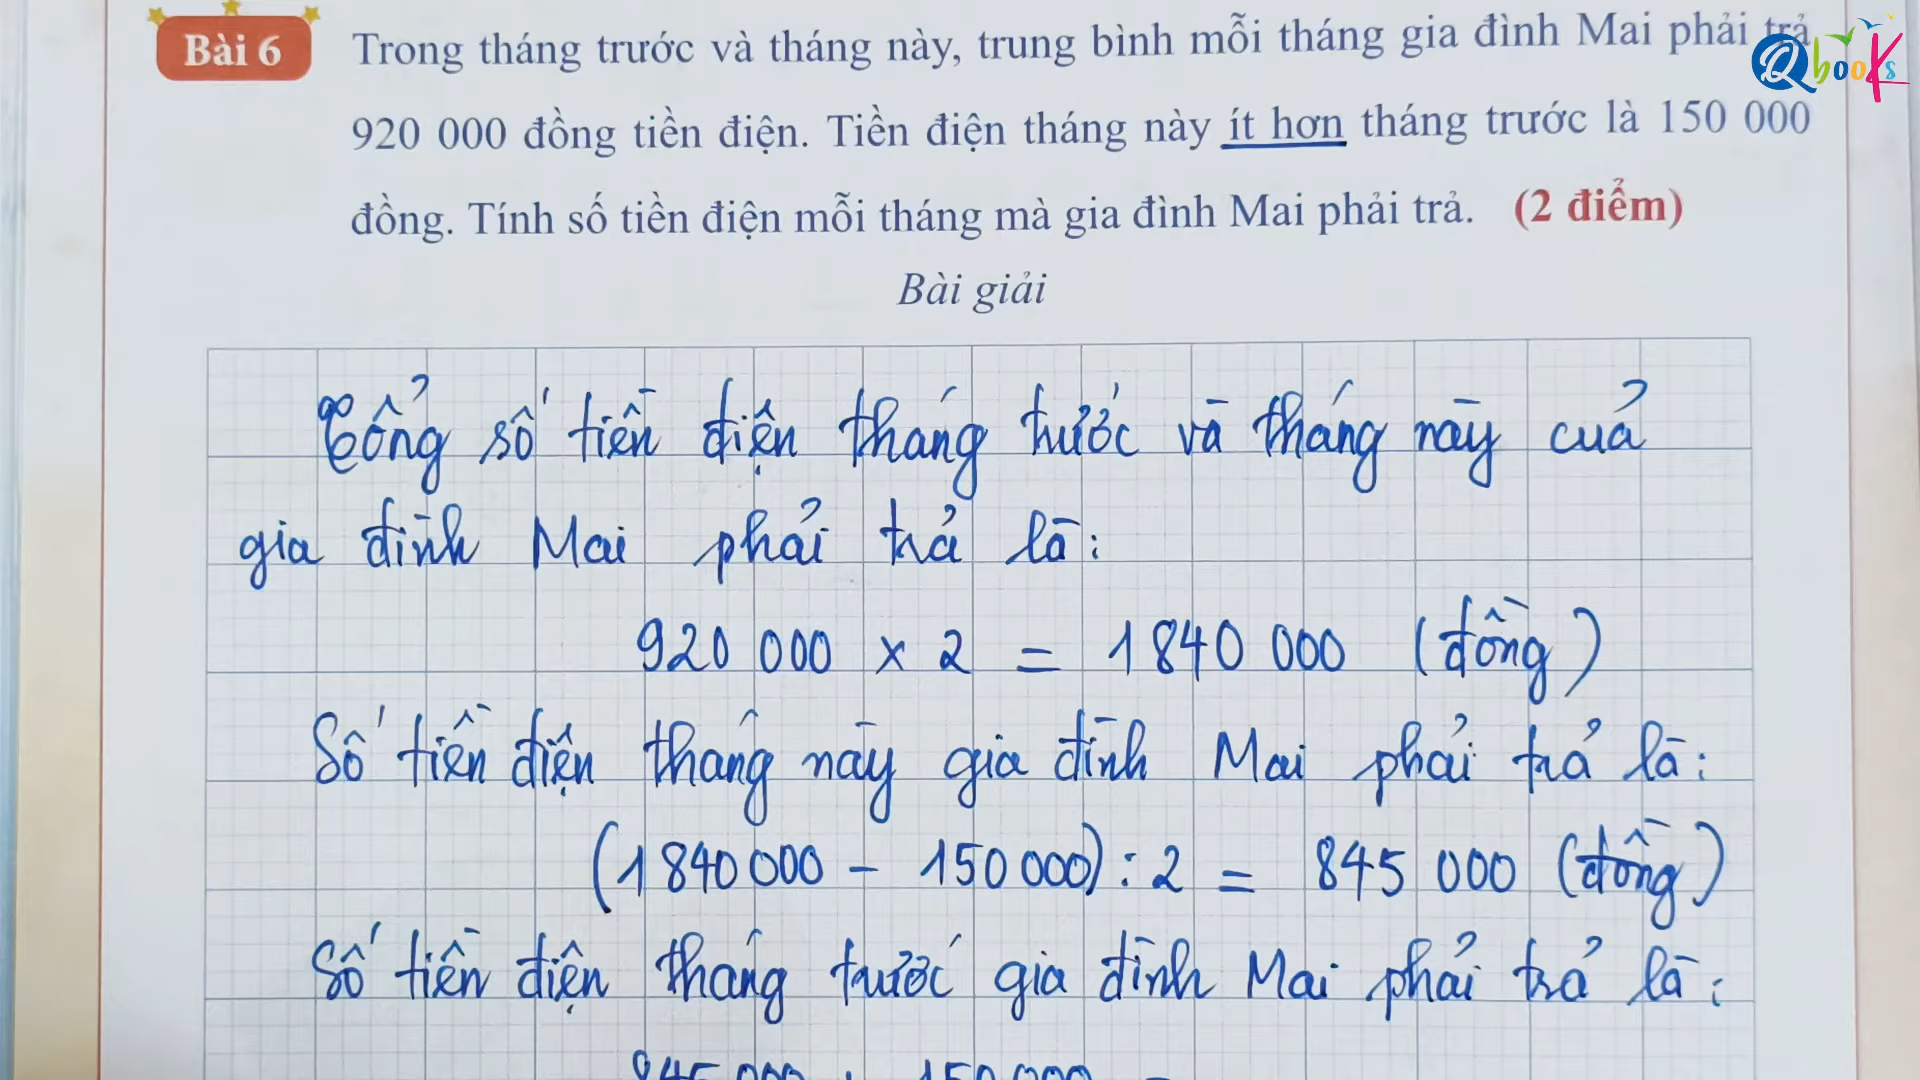 Bài 6
Trong tháng trước và tháng này, trung bình mỗi tháng gia đình Mai phải trả
920 000 đồng tiền điện. Tiền điện tháng này ít hơn tháng trước là 150 000
đồng. Tính số tiền điện mỗi tháng mà gia đình Mai phải trả. (2 điểm)
Qbooks
Bài giải
Tổng số tiền điện tháng trước và tháng này của
gia đình Mai phải trả là:
920 000 × 2 = 1 840 000 (đồng)
Số tiền điện tháng này gia đình Mai phải trả là:
(1 840 000 - 150 000) : 2 = 845 000 (đồng)
Số tiền điện tháng trước gia đình Mai phải trả là:
845 000 + 150 000 =